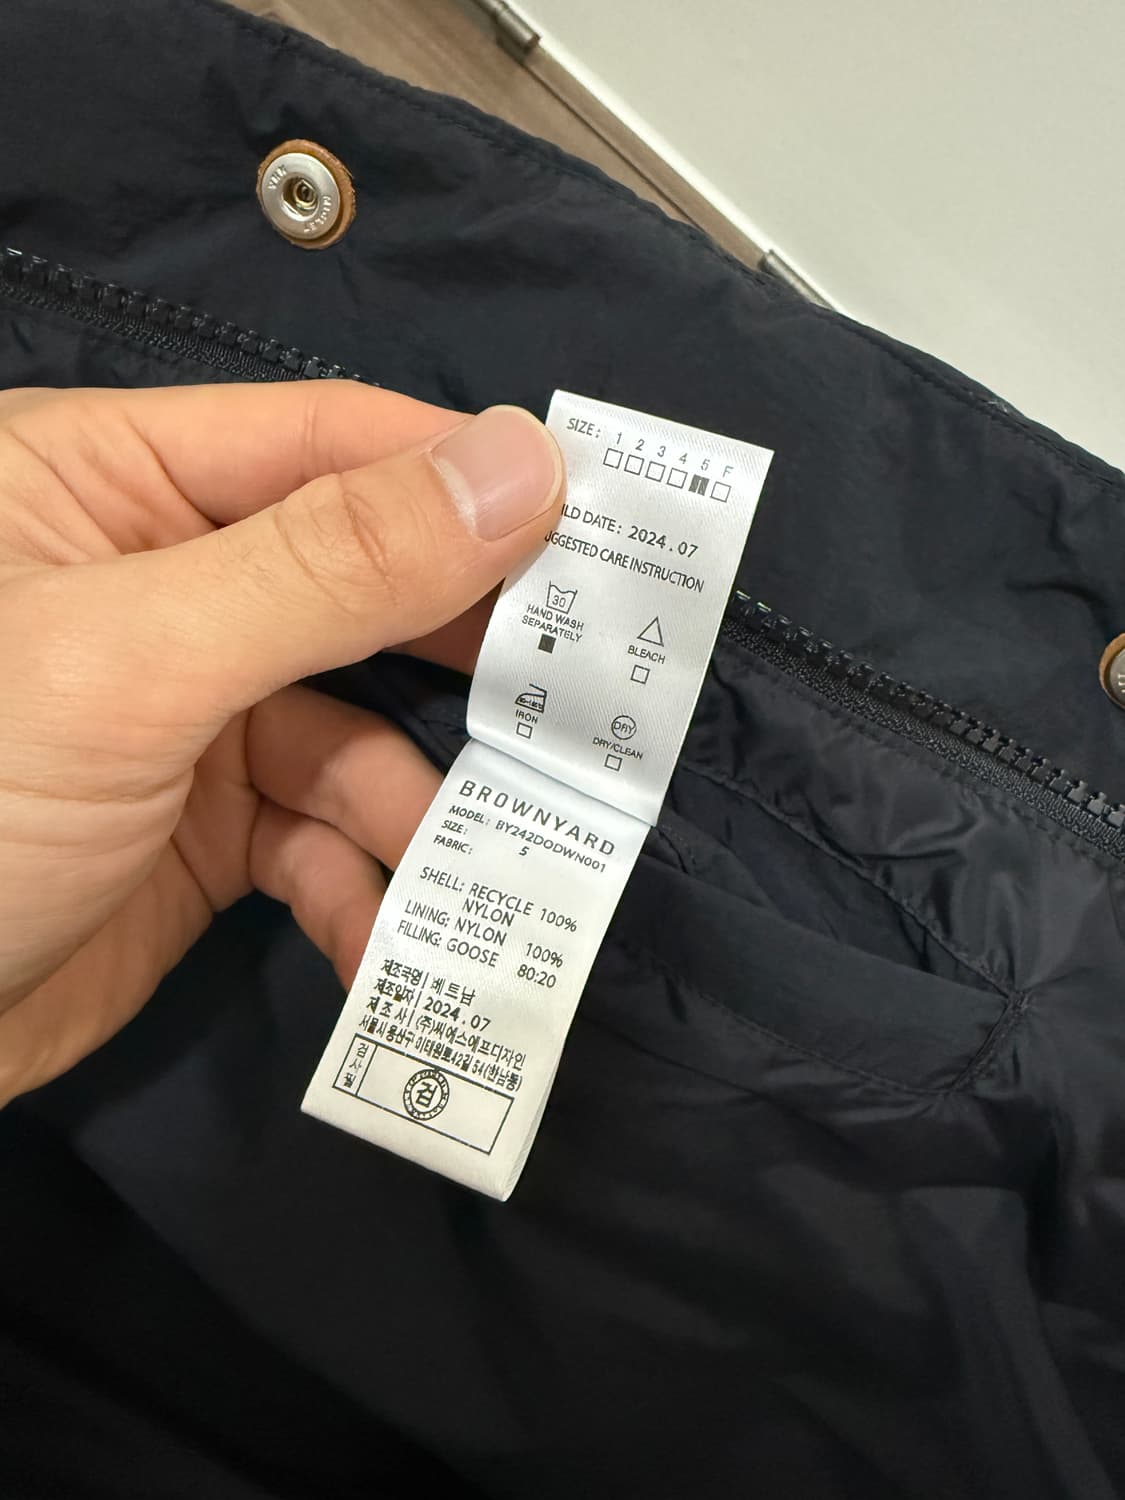 SIZE: 1 2 3 4 5 F
ILD DATE: 2024.07
UGGESTED CARE INSTRUCTION
30
HAND WASH
SEPARATELY
BLEACH
IRON
DRY
DRY/CLEAN
BROWNYARD
MODEL: BY242DODWN001
SIZE: 5
FABRIC:
SHELL: RECYCLE 100%
NYLON
LINING: NYLON 100%
FILLING: GOOSE 80:20
제조국명 | 베트남
제조일자 | 2024.07
제 조 사 | (주)씨에스에프디자인
서울시 용산구 이태원로42길 54(한남동)
검사필
검